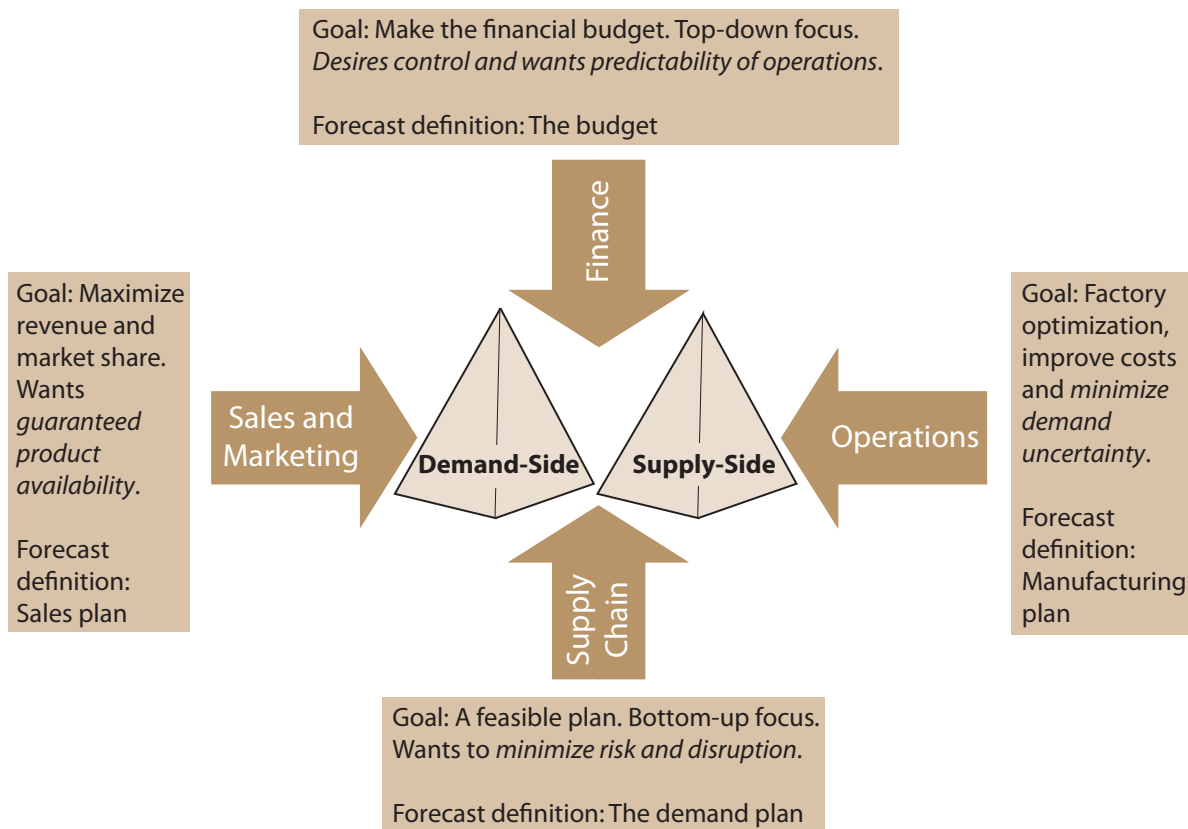 Goal: Make the financial budget. Top-down focus.
Desires control and wants predictability of operations.
Forecast definition: The budget
Finance
Goal: Maximize
revenue and
market share.
Wants
guaranteed
product
availability.
Forecast
definition:
Sales plan
Sales and
Marketing
Demand-Side
Supply-Side
Operations
Goal: Factory
optimization,
improve costs
and minimize
demand
uncertainty.
Forecast
definition:
Manufacturing
plan
Supply
Chain
Goal: A feasible plan. Bottom-up focus.
Wants to minimize risk and disruption.
Forecast definition: The demand plan